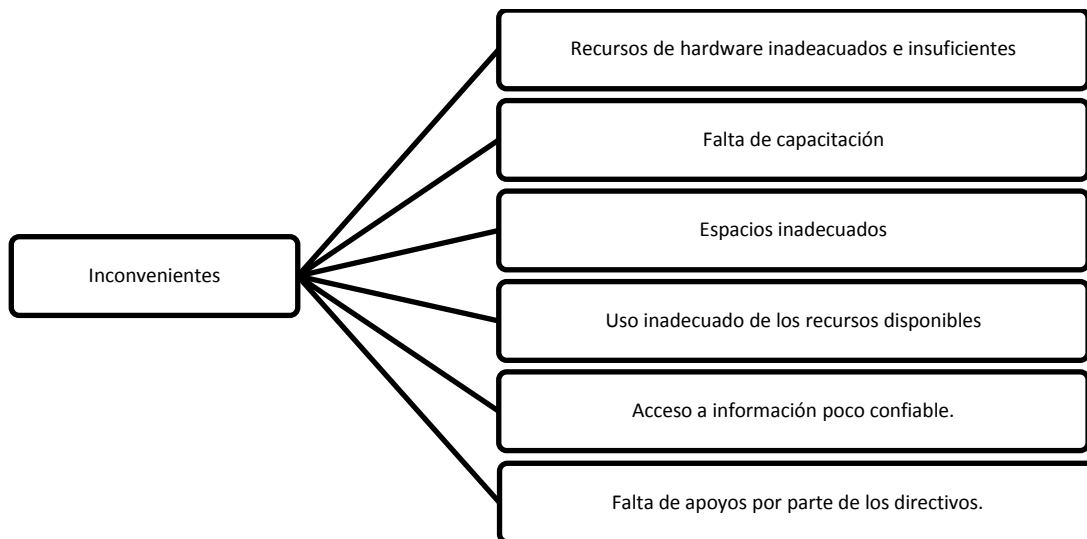 Recursos de hardware inadeacuados e insuficientes
Falta de capacitación
Espacios inadecuados
Inconvenientes
Uso inadecuado de los recursos disponibles
Acceso a información poco confiable.
Falta de apoyos por parte de los directivos.